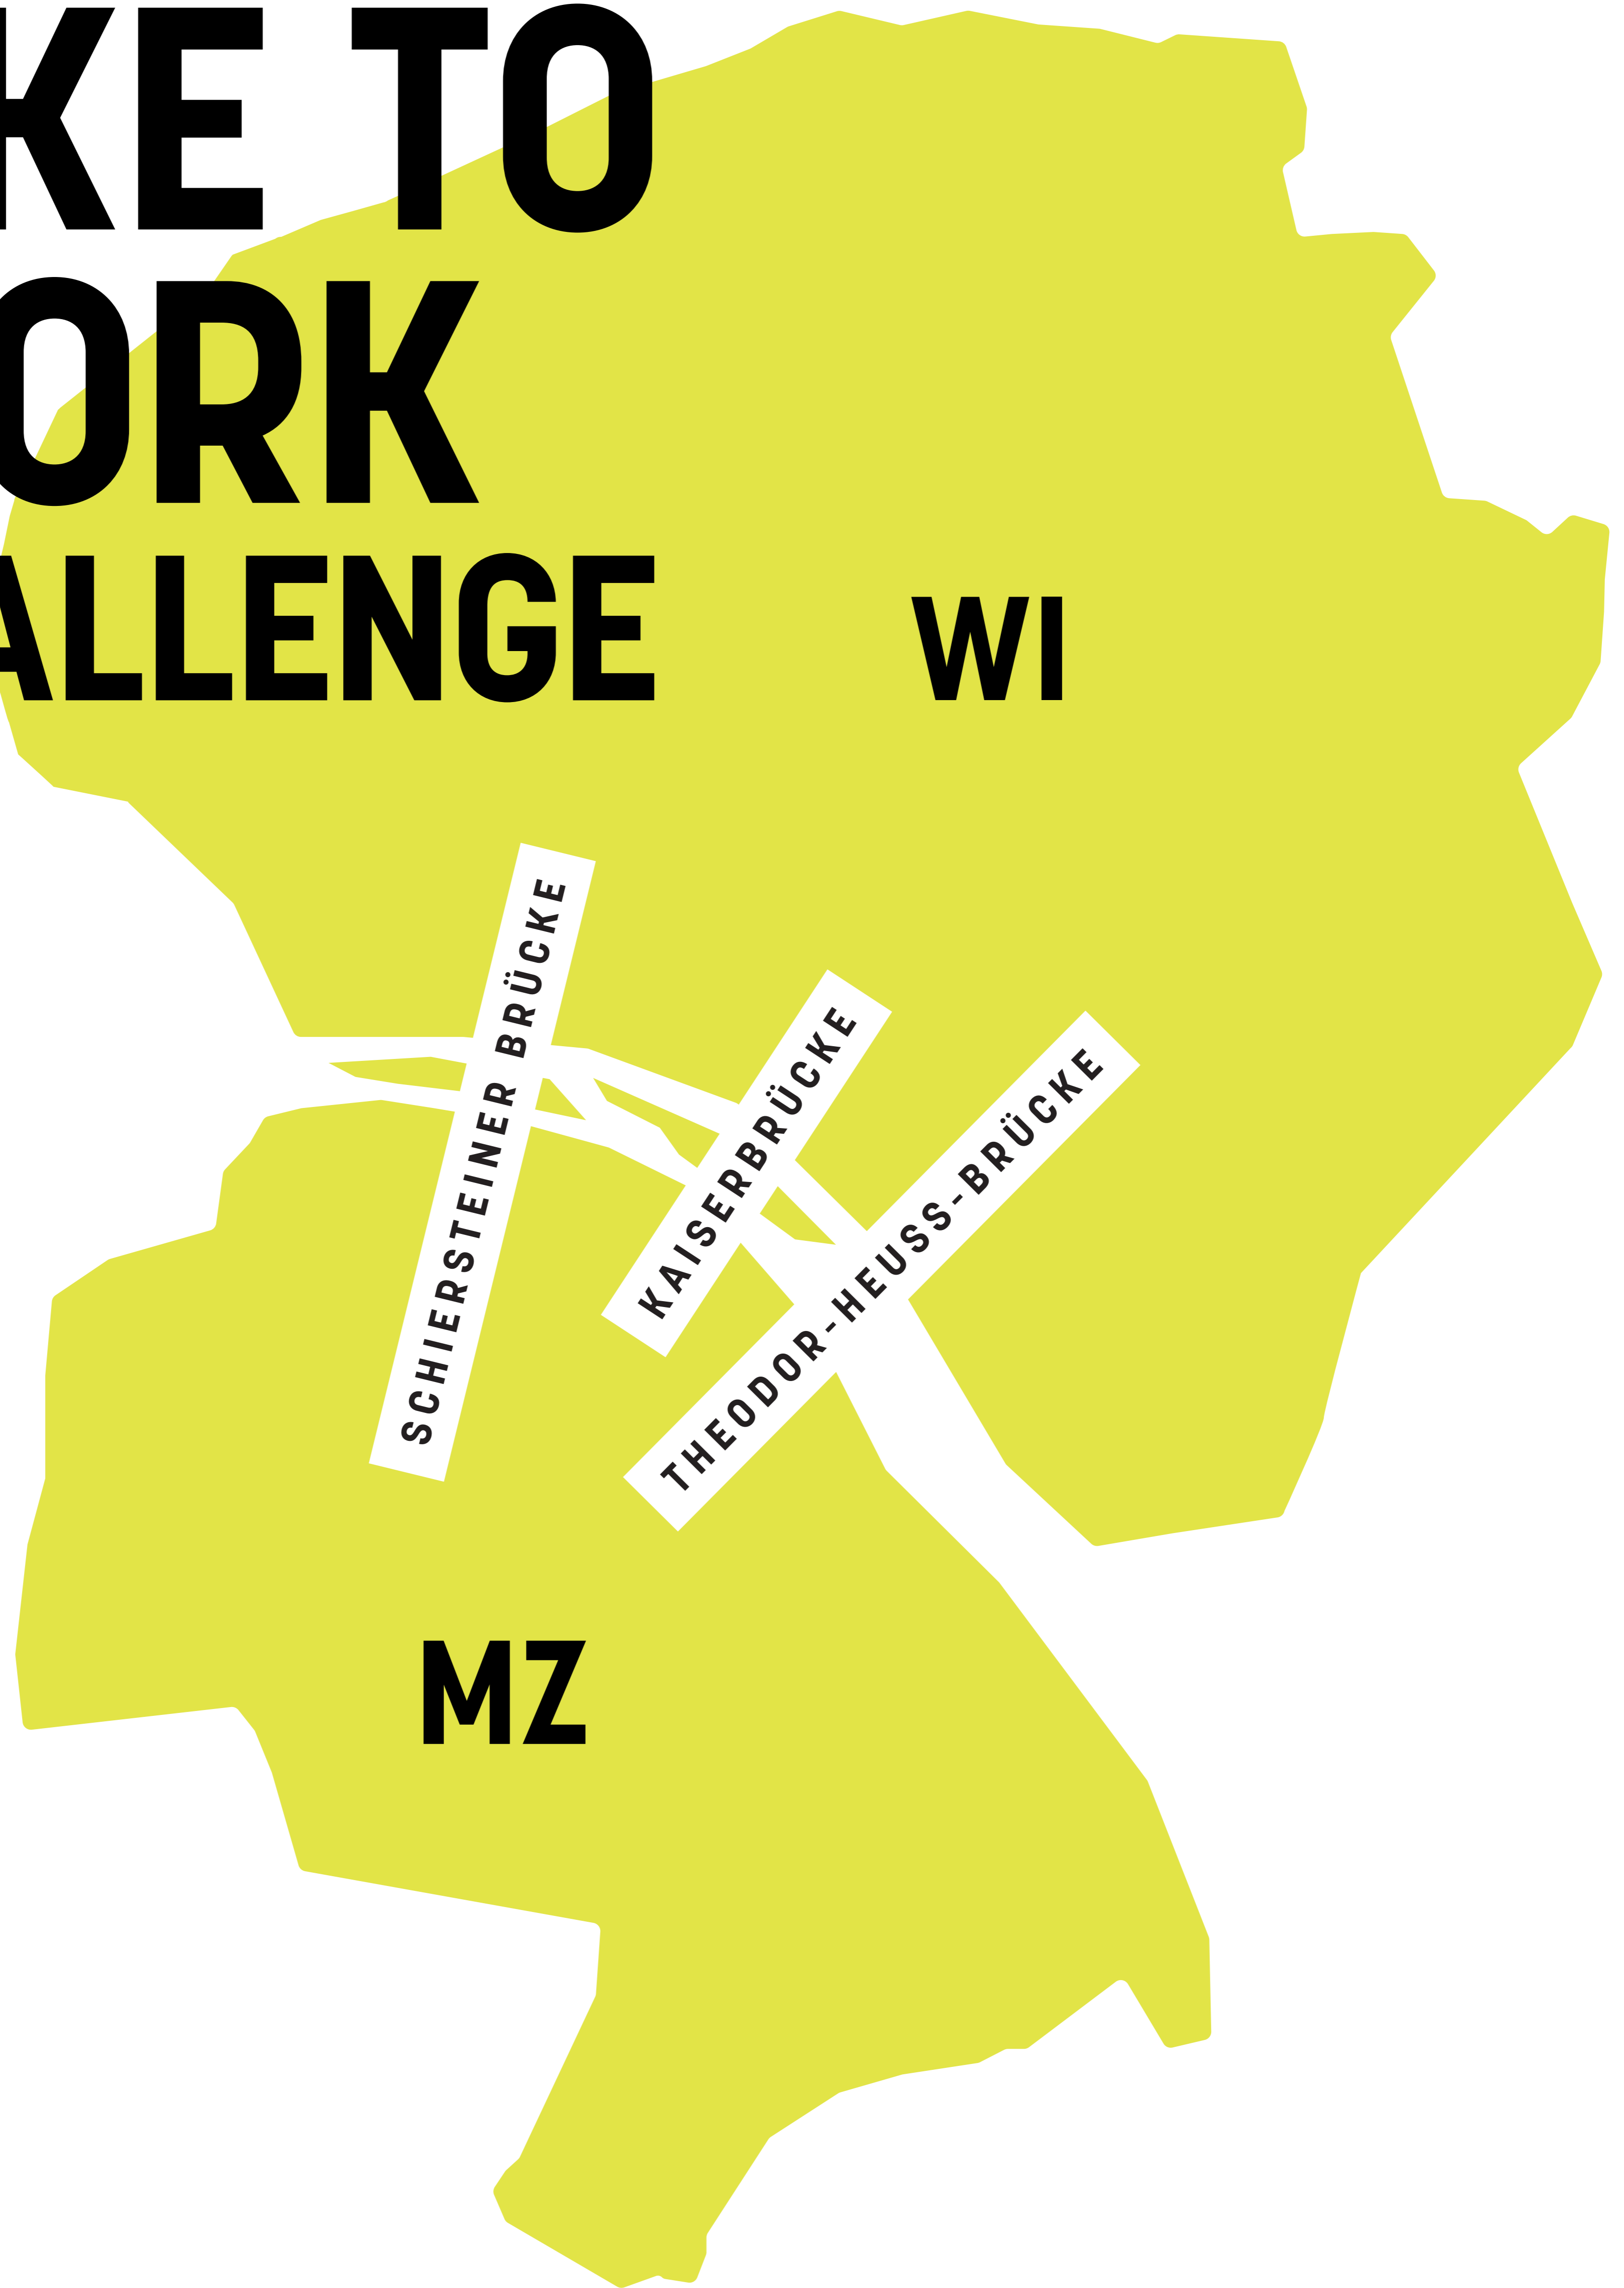 KE TO
ORK
ALLENGE
WI
SCHIERSTEINER BRÜCKE
KAISERBRÜCKE
THEODOR-HEUSS-BRÜCKE
MZ